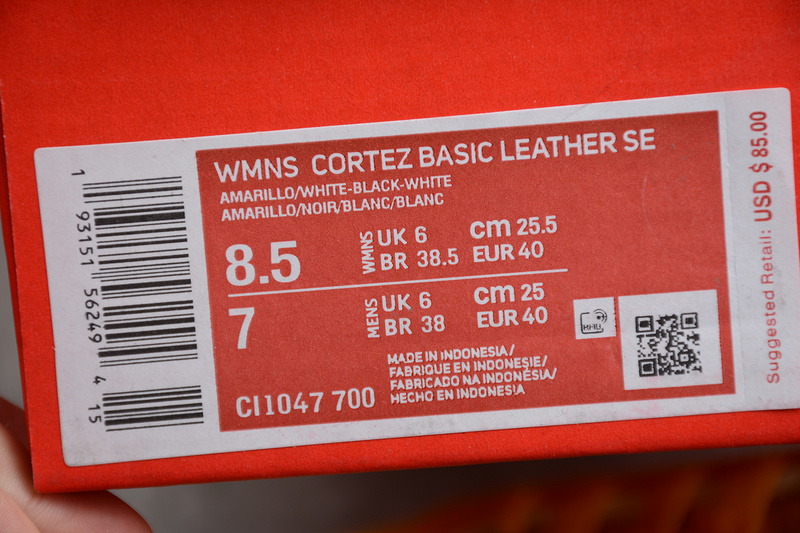 WMNS CORTEZ BASIC LEATHER SE
AMARILLO/WHITE-BLACK-WHITE
AMARILLO/NOIR/BLANC/BLANC
8.5
WMNS
UK 6
BR 38.5
cm 25.5
EUR 40
7
MENS
UK 6
BR 38
cm 25
EUR 40
CI1047 700
MADE IN INDONESIA/
FABRIQUE EN INDONESIE/
FABRICADO NA INDONÉSIA/
HECHO EN INDONESIA
1 93151 56249 4 15
Suggested Retail: USD $ 85.00